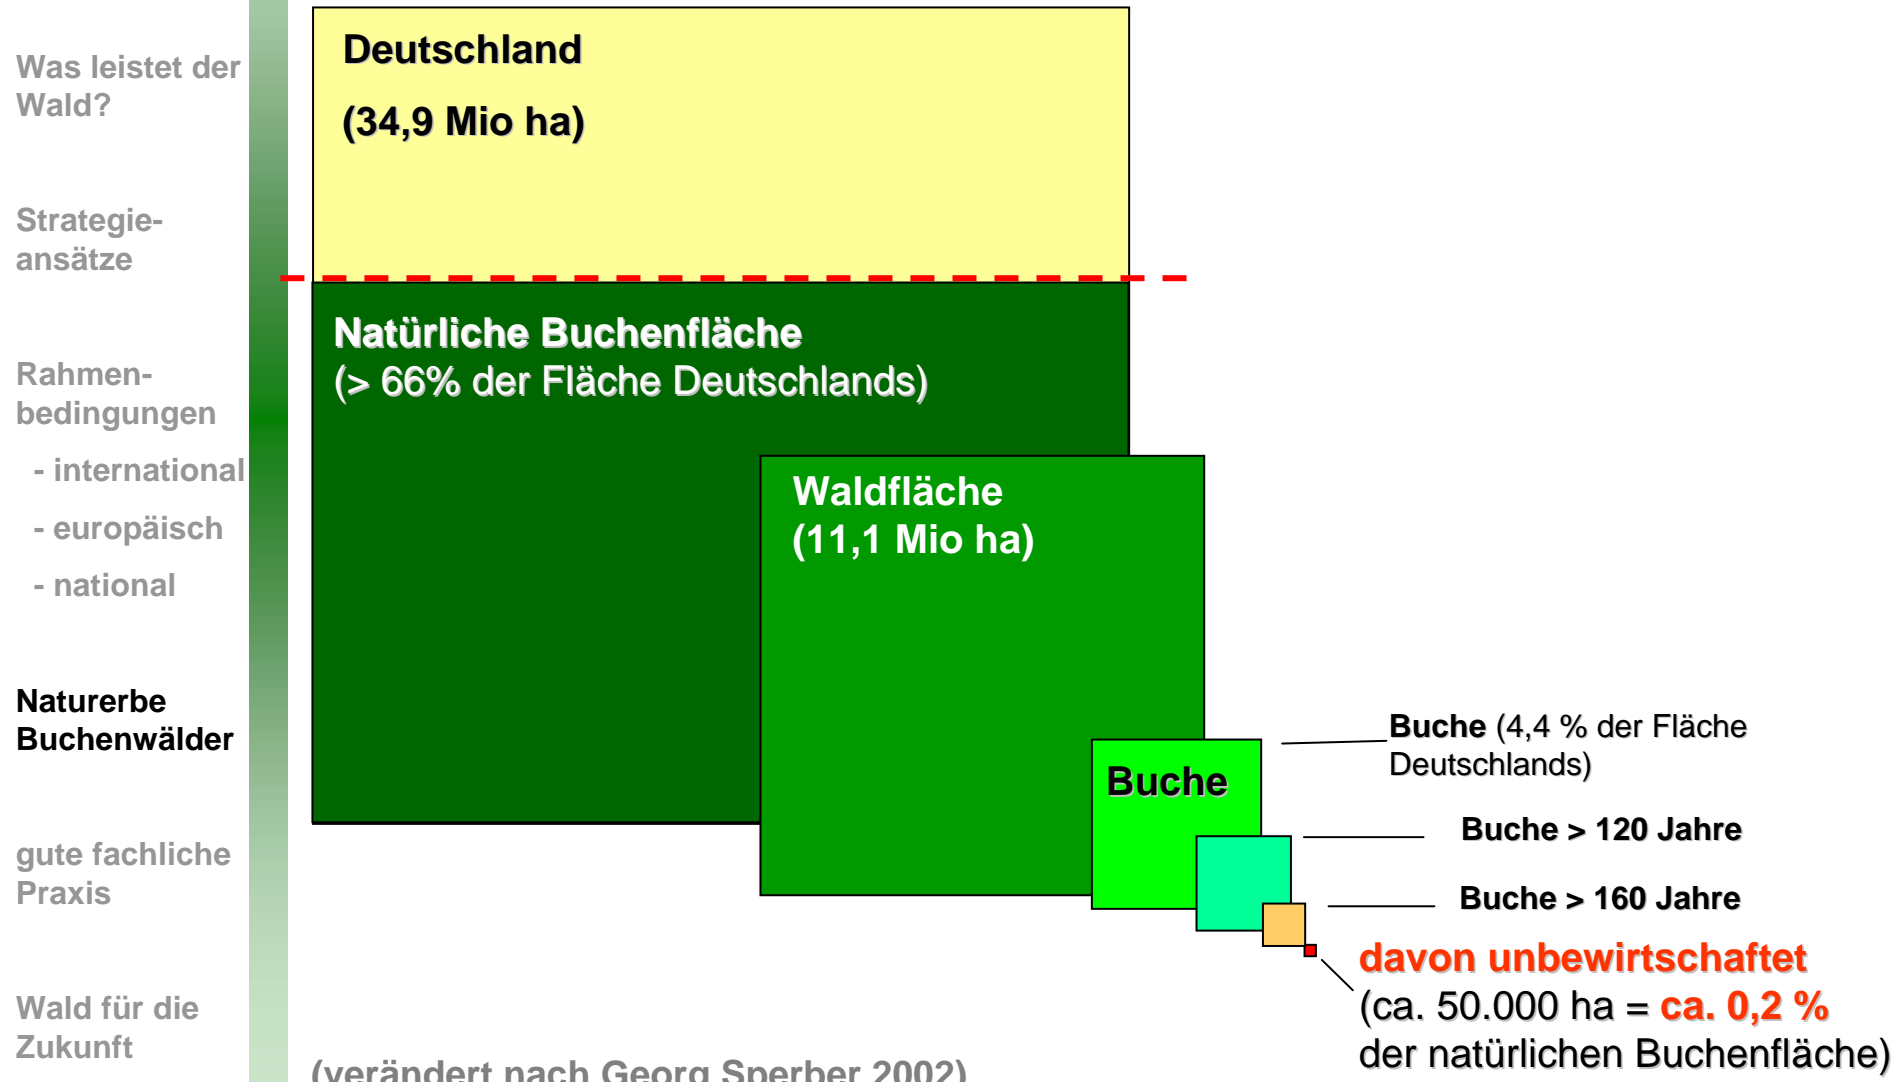 Was leistet der
Wald?
Strategie-
ansätze
Rahmen-
bedingungen
- international
- europäisch
- national
Naturerbe
Buchenwälder
gute fachliche
Praxis
Wald für die
Zukunft
Deutschland
(34,9 Mio ha)
Natürliche Buchenfläche
(> 66% der Fläche Deutschlands)
Waldfläche
(11,1 Mio ha)
Buche
Buche (4,4 % der Fläche
Deutschlands)
Buche > 120 Jahre
Buche > 160 Jahre
davon unbewirtschaftet
(ca. 50.000 ha = ca. 0,2 %
der natürlichen Buchenfläche)
(verändert nach Georg Sperber 2002)